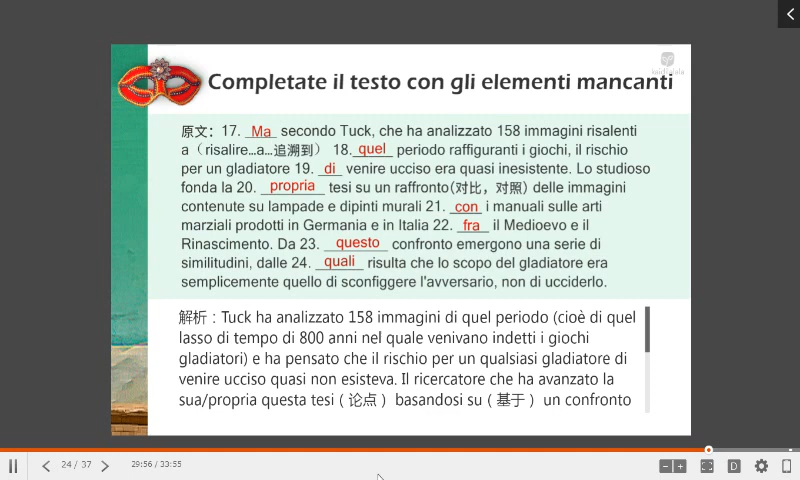 Completate il testo con gli elementi mancanti
原文：17. Ma secondo Tuck, che ha analizzato 158 immagini risalenti
a（risalire...a...追溯到） 18. quel periodo raffiguranti i giochi, il rischio
per un gladiatore 19. di venire ucciso era quasi inesistente. Lo studioso
fonda la 20. propria tesi su un raffronto(对比，对照) delle immagini
contenute su lampade e dipinti murali 21. con i manuali sulle arti
marziali prodotti in Germania e in Italia 22. fra il Medioevo e il
Rinascimento. Da 23. questo confronto emergono una serie di
similitudini, dalle 24. quali risulta che lo scopo del gladiatore era
semplicemente quello di sconfiggere l'avversario, non di ucciderlo.
解析：Tuck ha analizzato 158 immagini di quel periodo (cioè di quel
lasso di tempo di 800 anni nel quale venivano indetti i giochi
gladiatori) e ha pensato che il rischio per un qualsiasi gladiatore di
venire ucciso quasi non esisteva. Il ricercatore che ha avanzato la
sua/propria questa tesi（论点） basandosi su（基于） un confronto
24 / 37
29:56 / 33:55
D